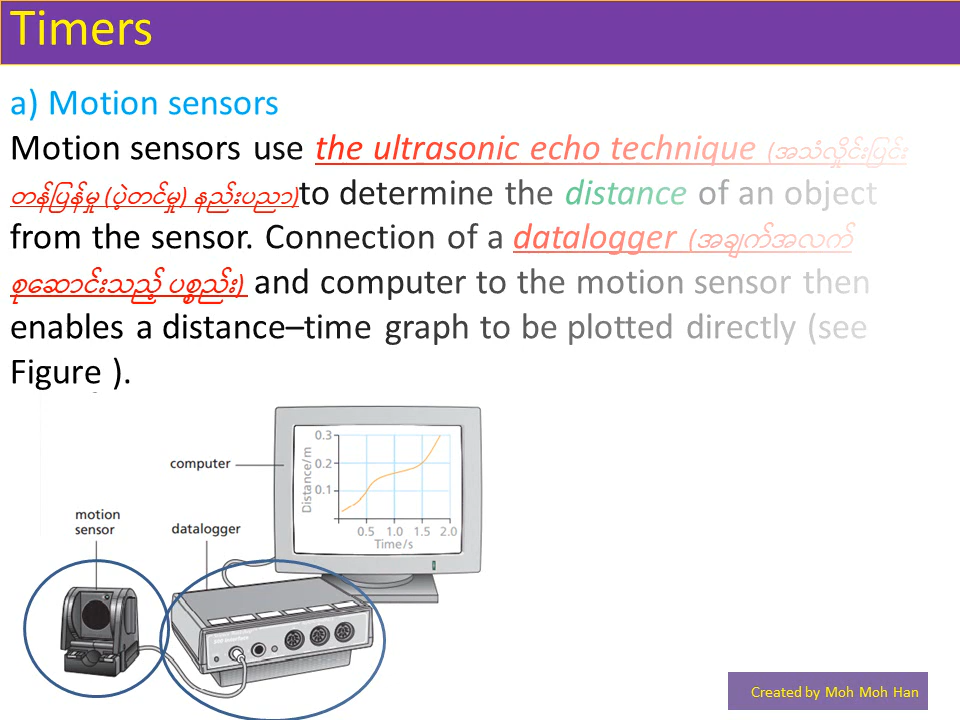 Timers
a) Motion sensors
Motion sensors use the ultrasonic echo technique (အသံလှိုင်းပြင်း
တန်ပြန်မှု (ပဲ့တင်မှု) နည်းပညာ)to determine the distance of an object
from the sensor. Connection of a datalogger (အချက်အလက်
စုဆောင်းသည့် ပစ္စည်း) and computer to the motion sensor then
enables a distance–time graph to be plotted directly (see
Figure ).
computer
Distance/m
0.3
0.2
0.1
0.5 1.0 1.5 2.0
Time/s
motion
sensor
datalogger
Created by Moh Moh Han